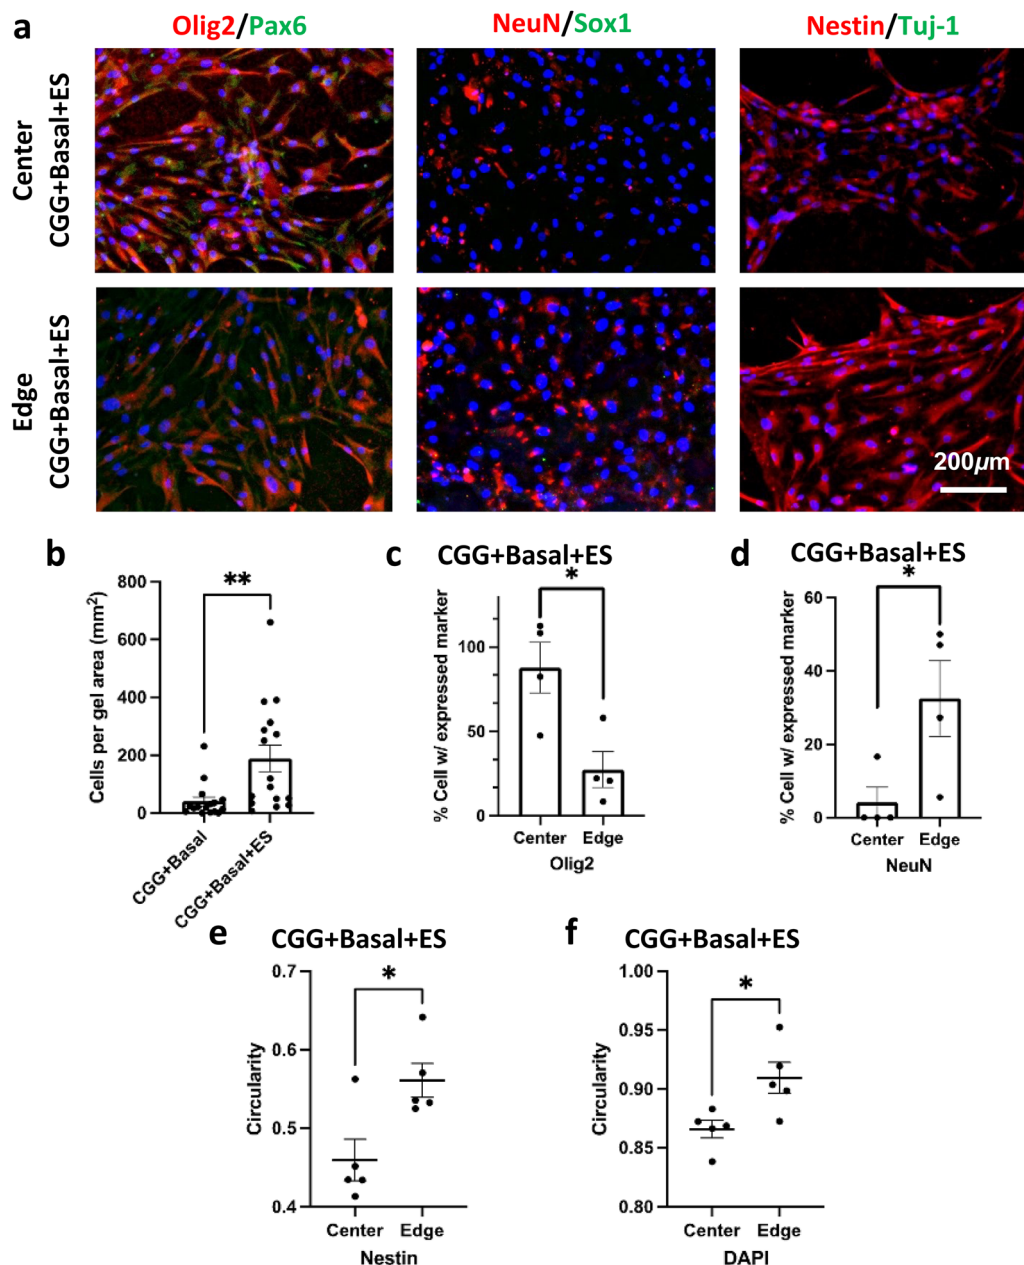 a
Olig2/Pax6
NeuN/Sox1
Nestin/Tuj-1
Center
CGG+Basal+ES
Edge
CGG+Basal+ES
200µm
b
Cells per gel area (mm²)
800
600
400
200
0
**
CGG+Basal
CGG+Basal+ES
c
CGG+Basal+ES
% Cell w/ expressed marker
100
50
0
*
Center
Edge
Olig2
d
CGG+Basal+ES
% Cell w/ expressed marker
60
40
20
0
*
Center
Edge
NeuN
e
CGG+Basal+ES
Circularity
0.7
0.6
0.5
0.4
*
Center
Edge
Nestin
f
CGG+Basal+ES
Circularity
1.00
0.95
0.90
0.85
0.80
*
Center
Edge
DAPI